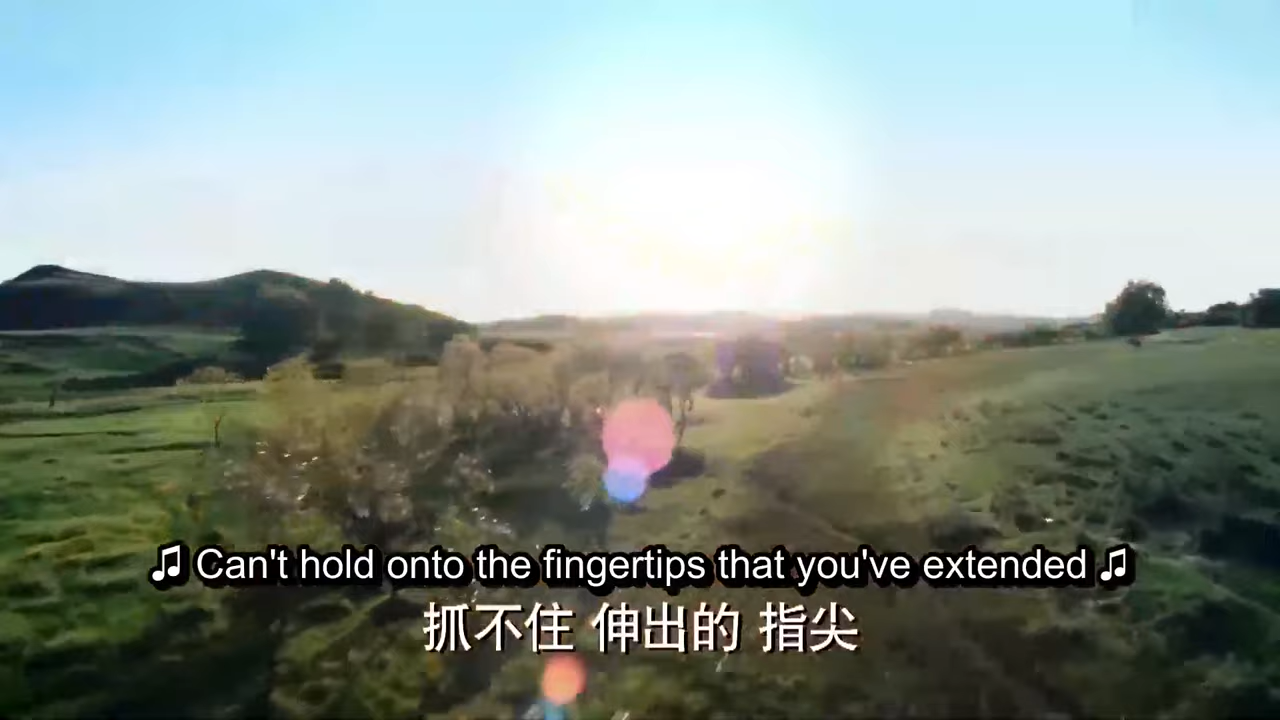 ♫ Can't hold onto the fingertips that you've extended ♫
抓不住 伸出的 指尖